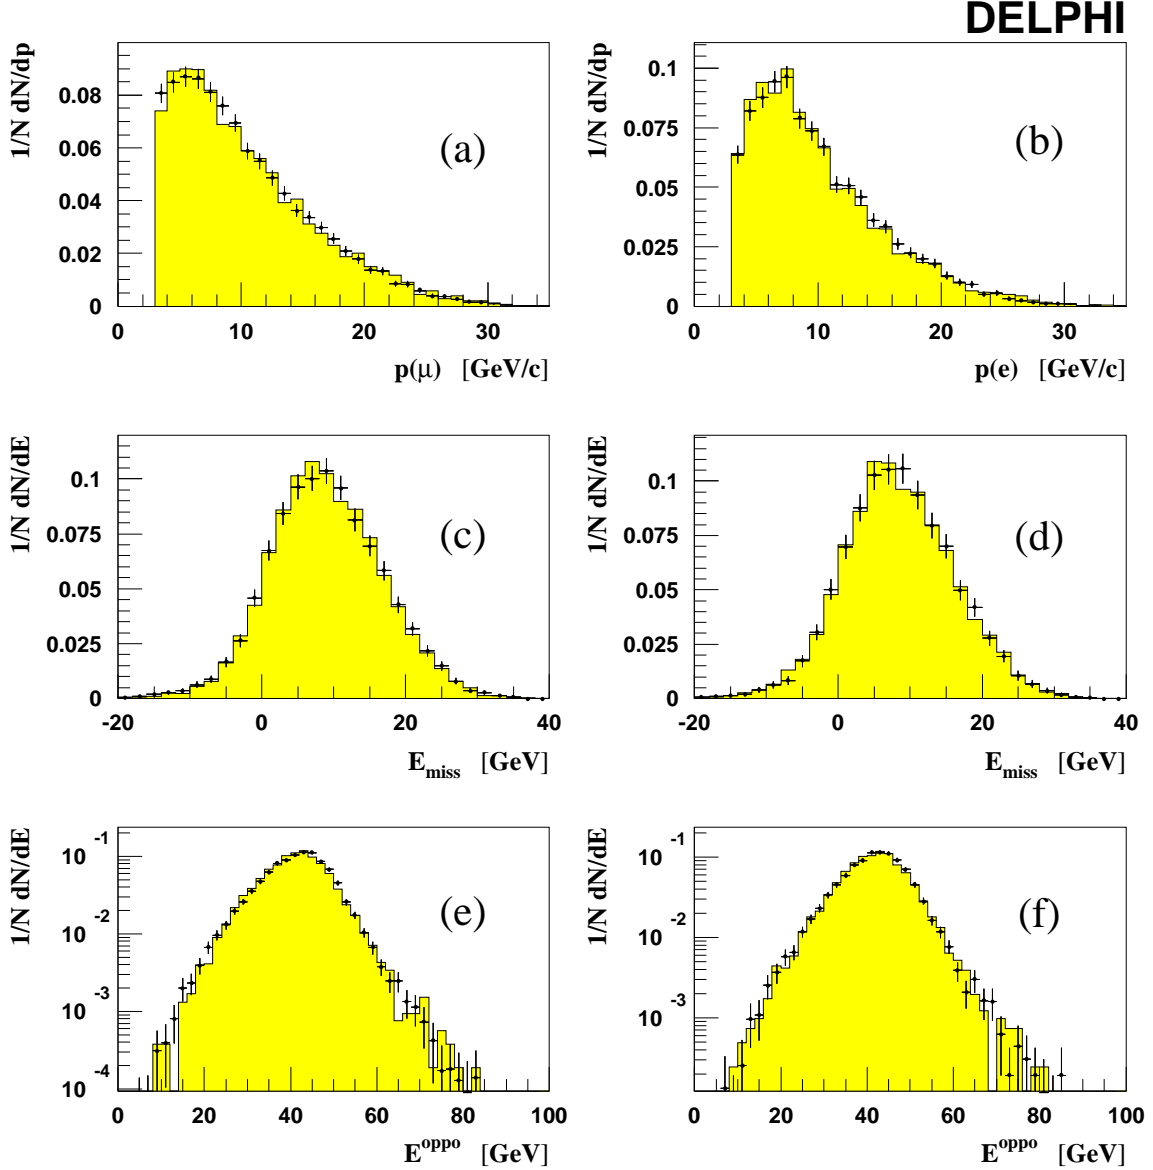 DELPHI
1/N dN/dp
0.08
0.06
0.04
0.02
0
(a)
0 10 20 30
p(μ) [GeV/c]
1/N dN/dp
0.1
0.075
0.05
0.025
0
(b)
0 10 20 30
p(e) [GeV/c]
1/N dN/dE
0.1
0.075
0.05
0.025
0
(c)
-20 0 20 40
E_miss [GeV]
1/N dN/dE
0.1
0.075
0.05
0.025
0
(d)
-20 0 20 40
E_miss [GeV]
1/N dN/dE
10^-1
10^-2
10^-3
10^-4
(e)
0 20 40 60 80 100
E^oppo [GeV]
1/N dN/dE
10^-1
10^-2
10^-3
(f)
0 20 40 60 80 100
E^oppo [GeV]